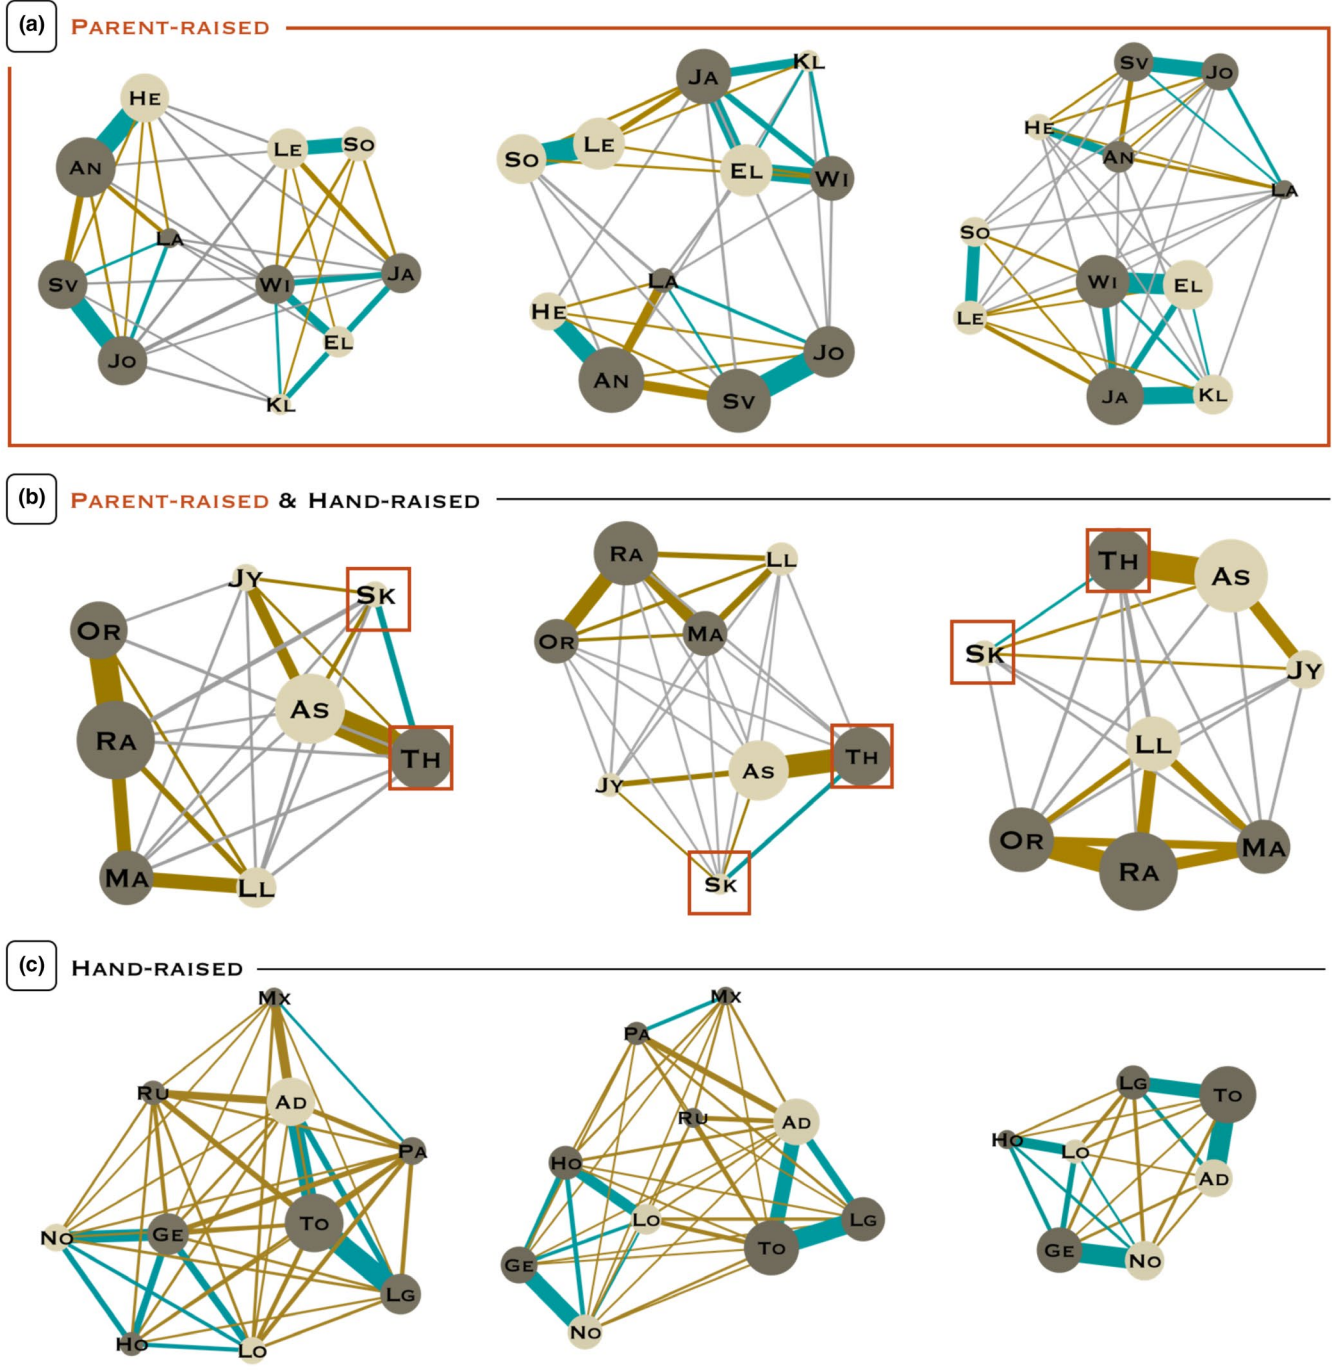 (a) PARENT-RAISED
HE
AN
LE
SO
LA
SV
WI
JA
JO
EL
KL
JA
KL
SO
LE
EL
WI
LA
HE
JO
AN
SV
SV
JO
HE
AN
LA
SO
WI
EL
LE
JA
KL
(b) PARENT-RAISED & HAND-RAISED
JY
SK
OR
AS
RA
TH
MA
LL
RA
LL
OR
MA
JY
AS
TH
SK
TH
AS
SK
JY
LL
OR
RA
MA
(c) HAND-RAISED
MX
RU
AD
PA
NO
GE
TO
LG
HO
LO
MX
PA
RU
AD
HO
LO
LG
GE
TO
NO
LG
TO
HO
LO
AD
GE
NO